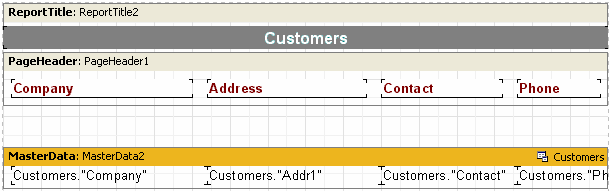 ReportTitle: ReportTitle2
Customers
PageHeader: PageHeader1
Company Address Contact Phone
MasterData: MasterData2 Customers
Customers."Company" Customers."Addr1" Customers."Contact" Customers."Ph